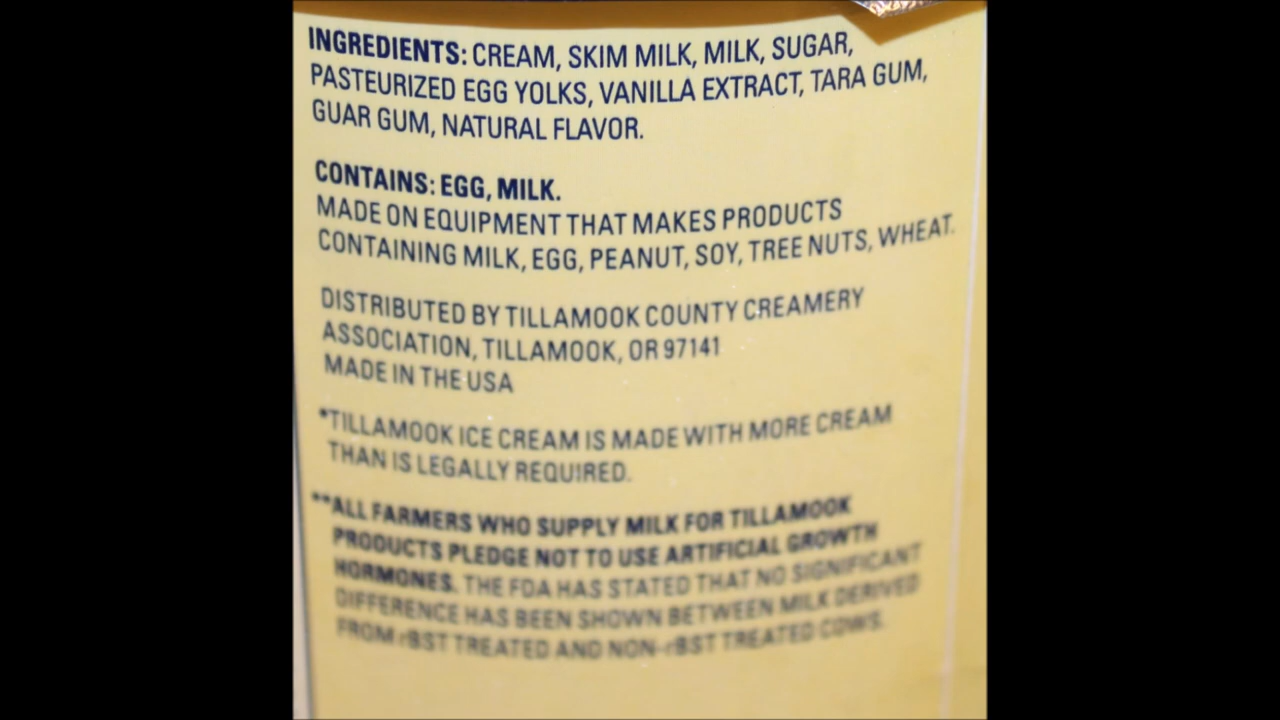 INGREDIENTS: CREAM, SKIM MILK, MILK, SUGAR,
PASTEURIZED EGG YOLKS, VANILLA EXTRACT, TARA GUM,
GUAR GUM, NATURAL FLAVOR.
CONTAINS: EGG, MILK.
MADE ON EQUIPMENT THAT MAKES PRODUCTS
CONTAINING MILK, EGG, PEANUT, SOY, TREE NUTS, WHEAT.
DISTRIBUTED BY TILLAMOOK COUNTY CREAMERY
ASSOCIATION, TILLAMOOK, OR 97141
MADE IN THE USA
*TILLAMOOK ICE CREAM IS MADE WITH MORE CREAM
THAN IS LEGALLY REQUIRED.
**ALL FARMERS WHO SUPPLY MILK FOR TILLAMOOK
PRODUCTS PLEDGE NOT TO USE ARTIFICIAL GROWTH
HORMONES. THE FDA HAS STATED THAT NO SIGNIFICANT
DIFFERENCE HAS BEEN SHOWN BETWEEN MILK DERIVED
FROM rBST TREATED AND NON-rBST TREATED COWS.